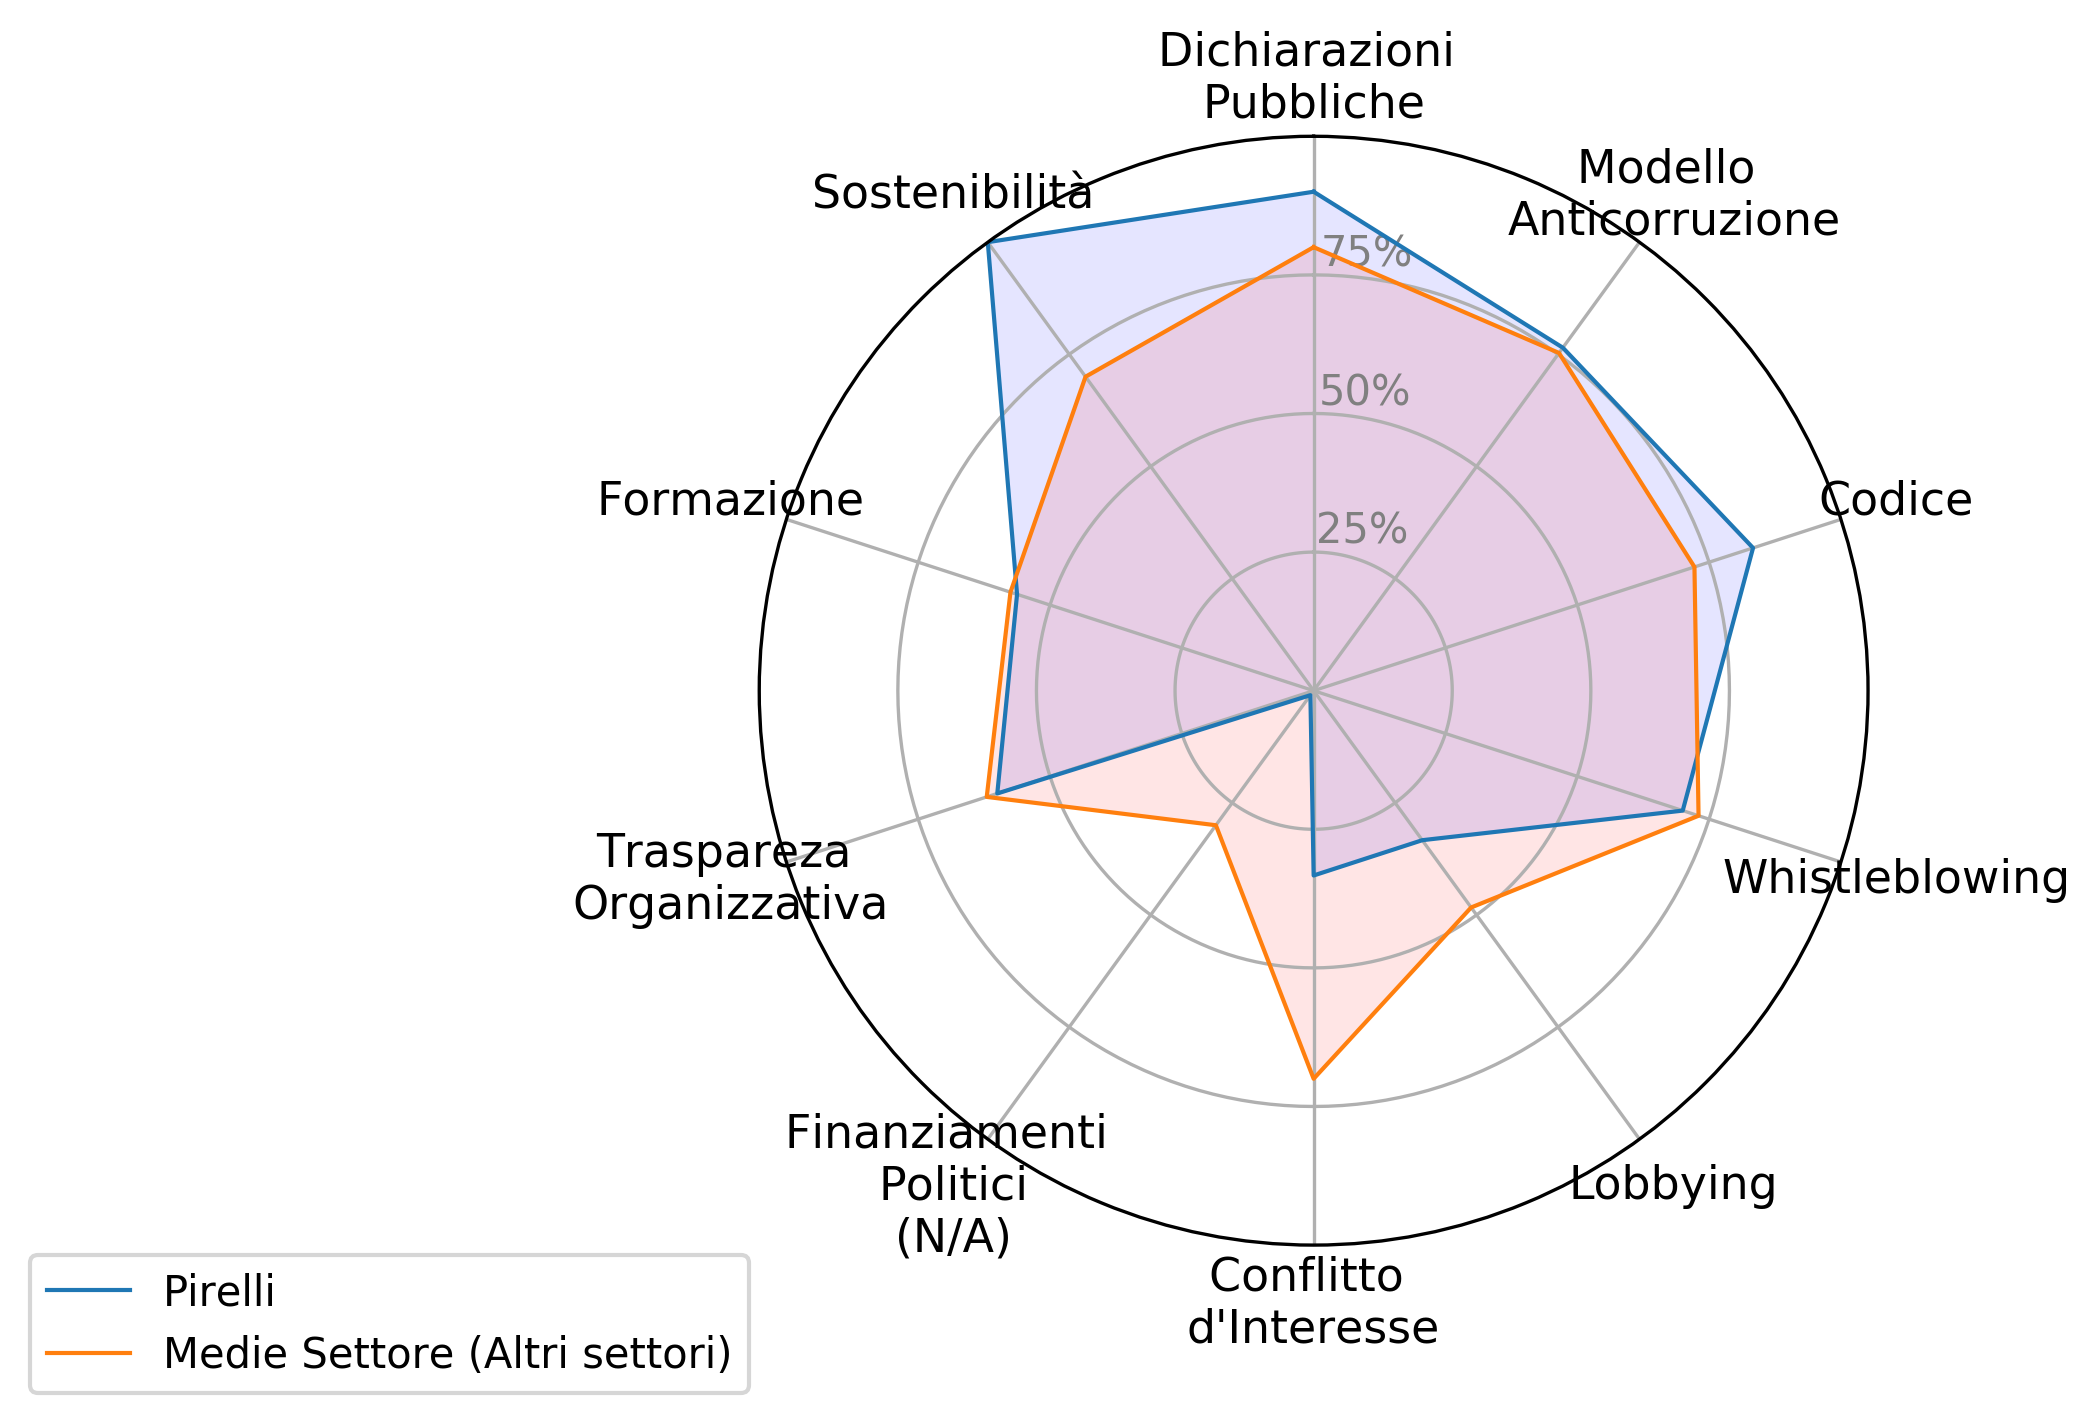 Dichiarazioni
Pubbliche
Modello
Anticorruzione
Sostenibilità
75%
50%
25%
Formazione
Codice
Traspareza
Organizzativa
Whistleblowing
Finanziamenti
Politici
(N/A)
Lobbying
Conflitto
d'Interesse
Pirelli
Medie Settore (Altri settori)